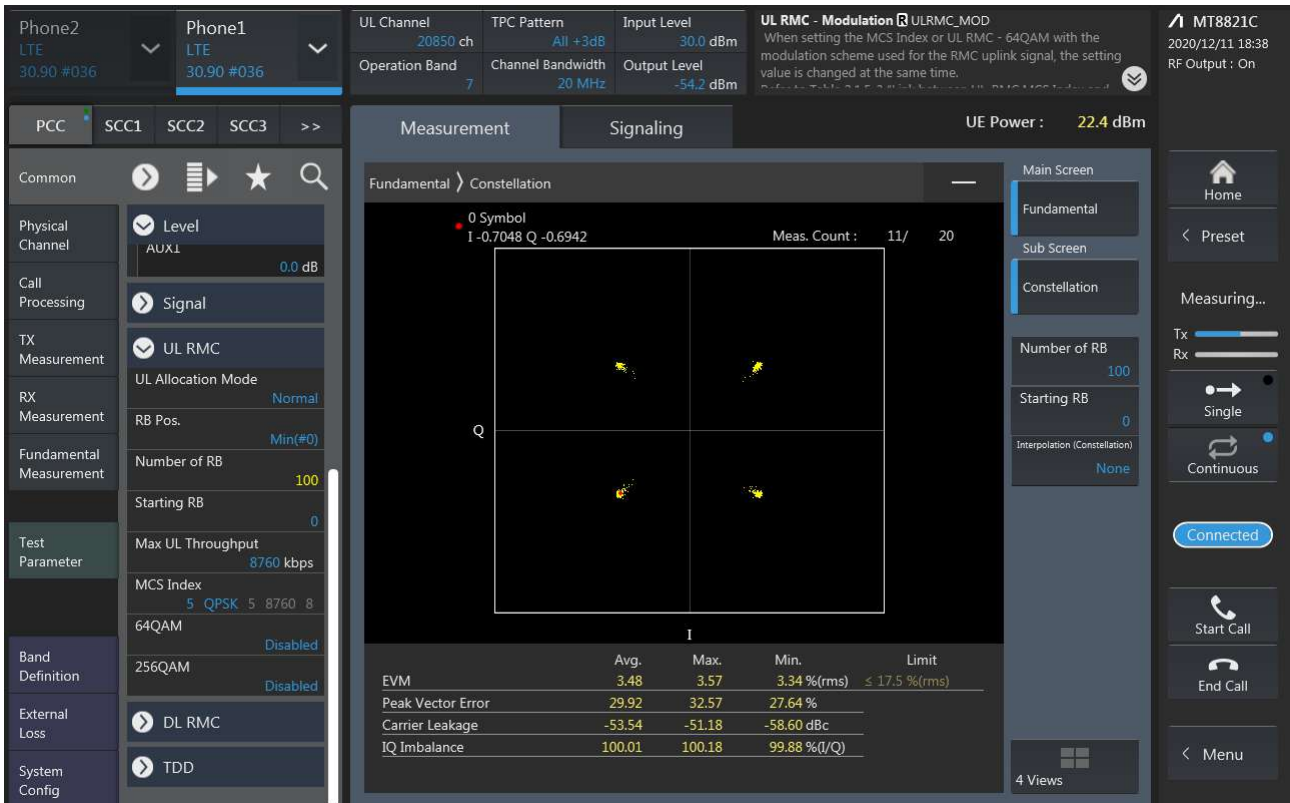 Phone2
LTE
30.90 #036
Phone1
LTE
30.90 #036
UL Channel
20850 ch
TPC Pattern
All +3dB
Input Level
30.0 dBm
Operation Band
7
Channel Bandwidth
20 MHz
Output Level
-54.2 dBm
UL RMC - Modulation R ULRMC_MOD
When setting the MCS Index or UL RMC - 64QAM with the
modulation scheme used for the RMC uplink signal, the setting
value is changed at the same time.
MT8821C
2020/12/11 18:38
RF Output : On
PCC SCC1 SCC2 SCC3 >>
Measurement
Signaling
UE Power : 22.4 dBm
Common
Physical
Channel
Call
Processing
TX
Measurement
RX
Measurement
Fundamental
Measurement
Test
Parameter
Band
Definition
External
Loss
System
Config
Level
AUX1
0.0 dB
Signal
UL RMC
UL Allocation Mode
Normal
RB Pos.
Min(#0)
Number of RB
100
Starting RB
0
Max UL Throughput
8760 kbps
MCS Index
5 QPSK 5 8760 8
64QAM
Disabled
256QAM
Disabled
DL RMC
TDD
Fundamental 〉 Constellation
0 Symbol
I -0.7048 Q -0.6942
Meas. Count : 11/ 20
Q
I
Avg. Max. Min. Limit
EVM 3.48 3.57 3.34 %(rms) ≤ 17.5 %(rms)
Peak Vector Error 29.92 32.57 27.64 %
Carrier Leakage -53.54 -51.18 -58.60 dBc
IQ Imbalance 100.01 100.18 99.88 %(I/Q)
Main Screen
Fundamental
Sub Screen
Constellation
Number of RB
100
Starting RB
0
Interpolation (Constellation)
None
4 Views
Home
< Preset
Measuring...
Tx
Rx
Single
Continuous
Connected
Start Call
End Call
< Menu